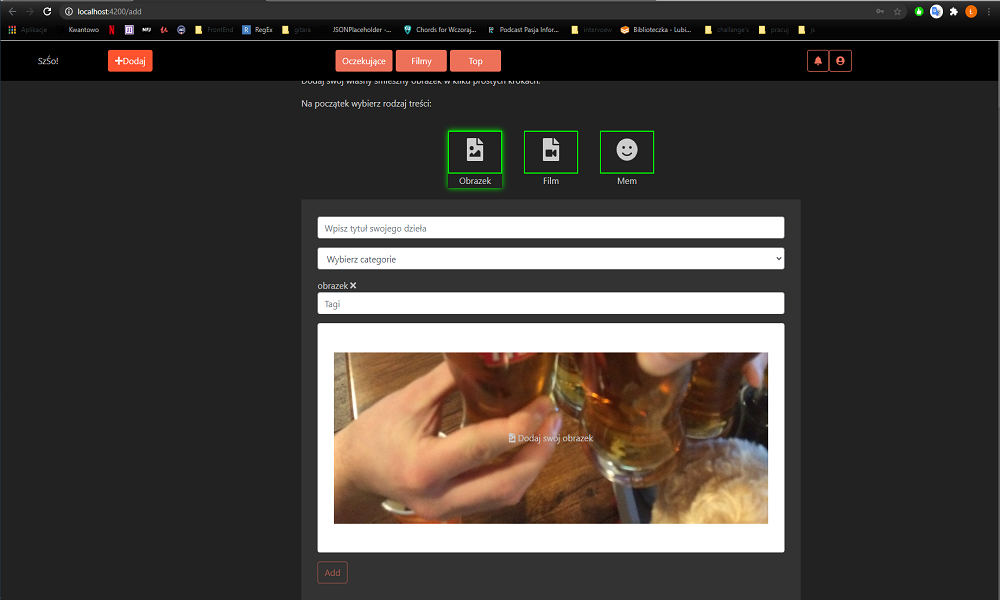 localhost:4200/add
Aplikacje Kwantowo FrontEnd RegEx gitara JSONPlaceholder -... Chords for Wczoraj... Podcast Pasja Infor... interview Biblioteczka - Lubi... challange's pracuj js
SzŚo! Dodaj Oczekujące Filmy Top
Dodaj swój własny śmieszny obrazek w kilku prostych krokach.
Na początek wybierz rodzaj treści:
Obrazek Film Mem
Wpisz tytuł swojego dzieła
Wybierz categorie
obrazek
Tagi
Dodaj swój obrazek
Add